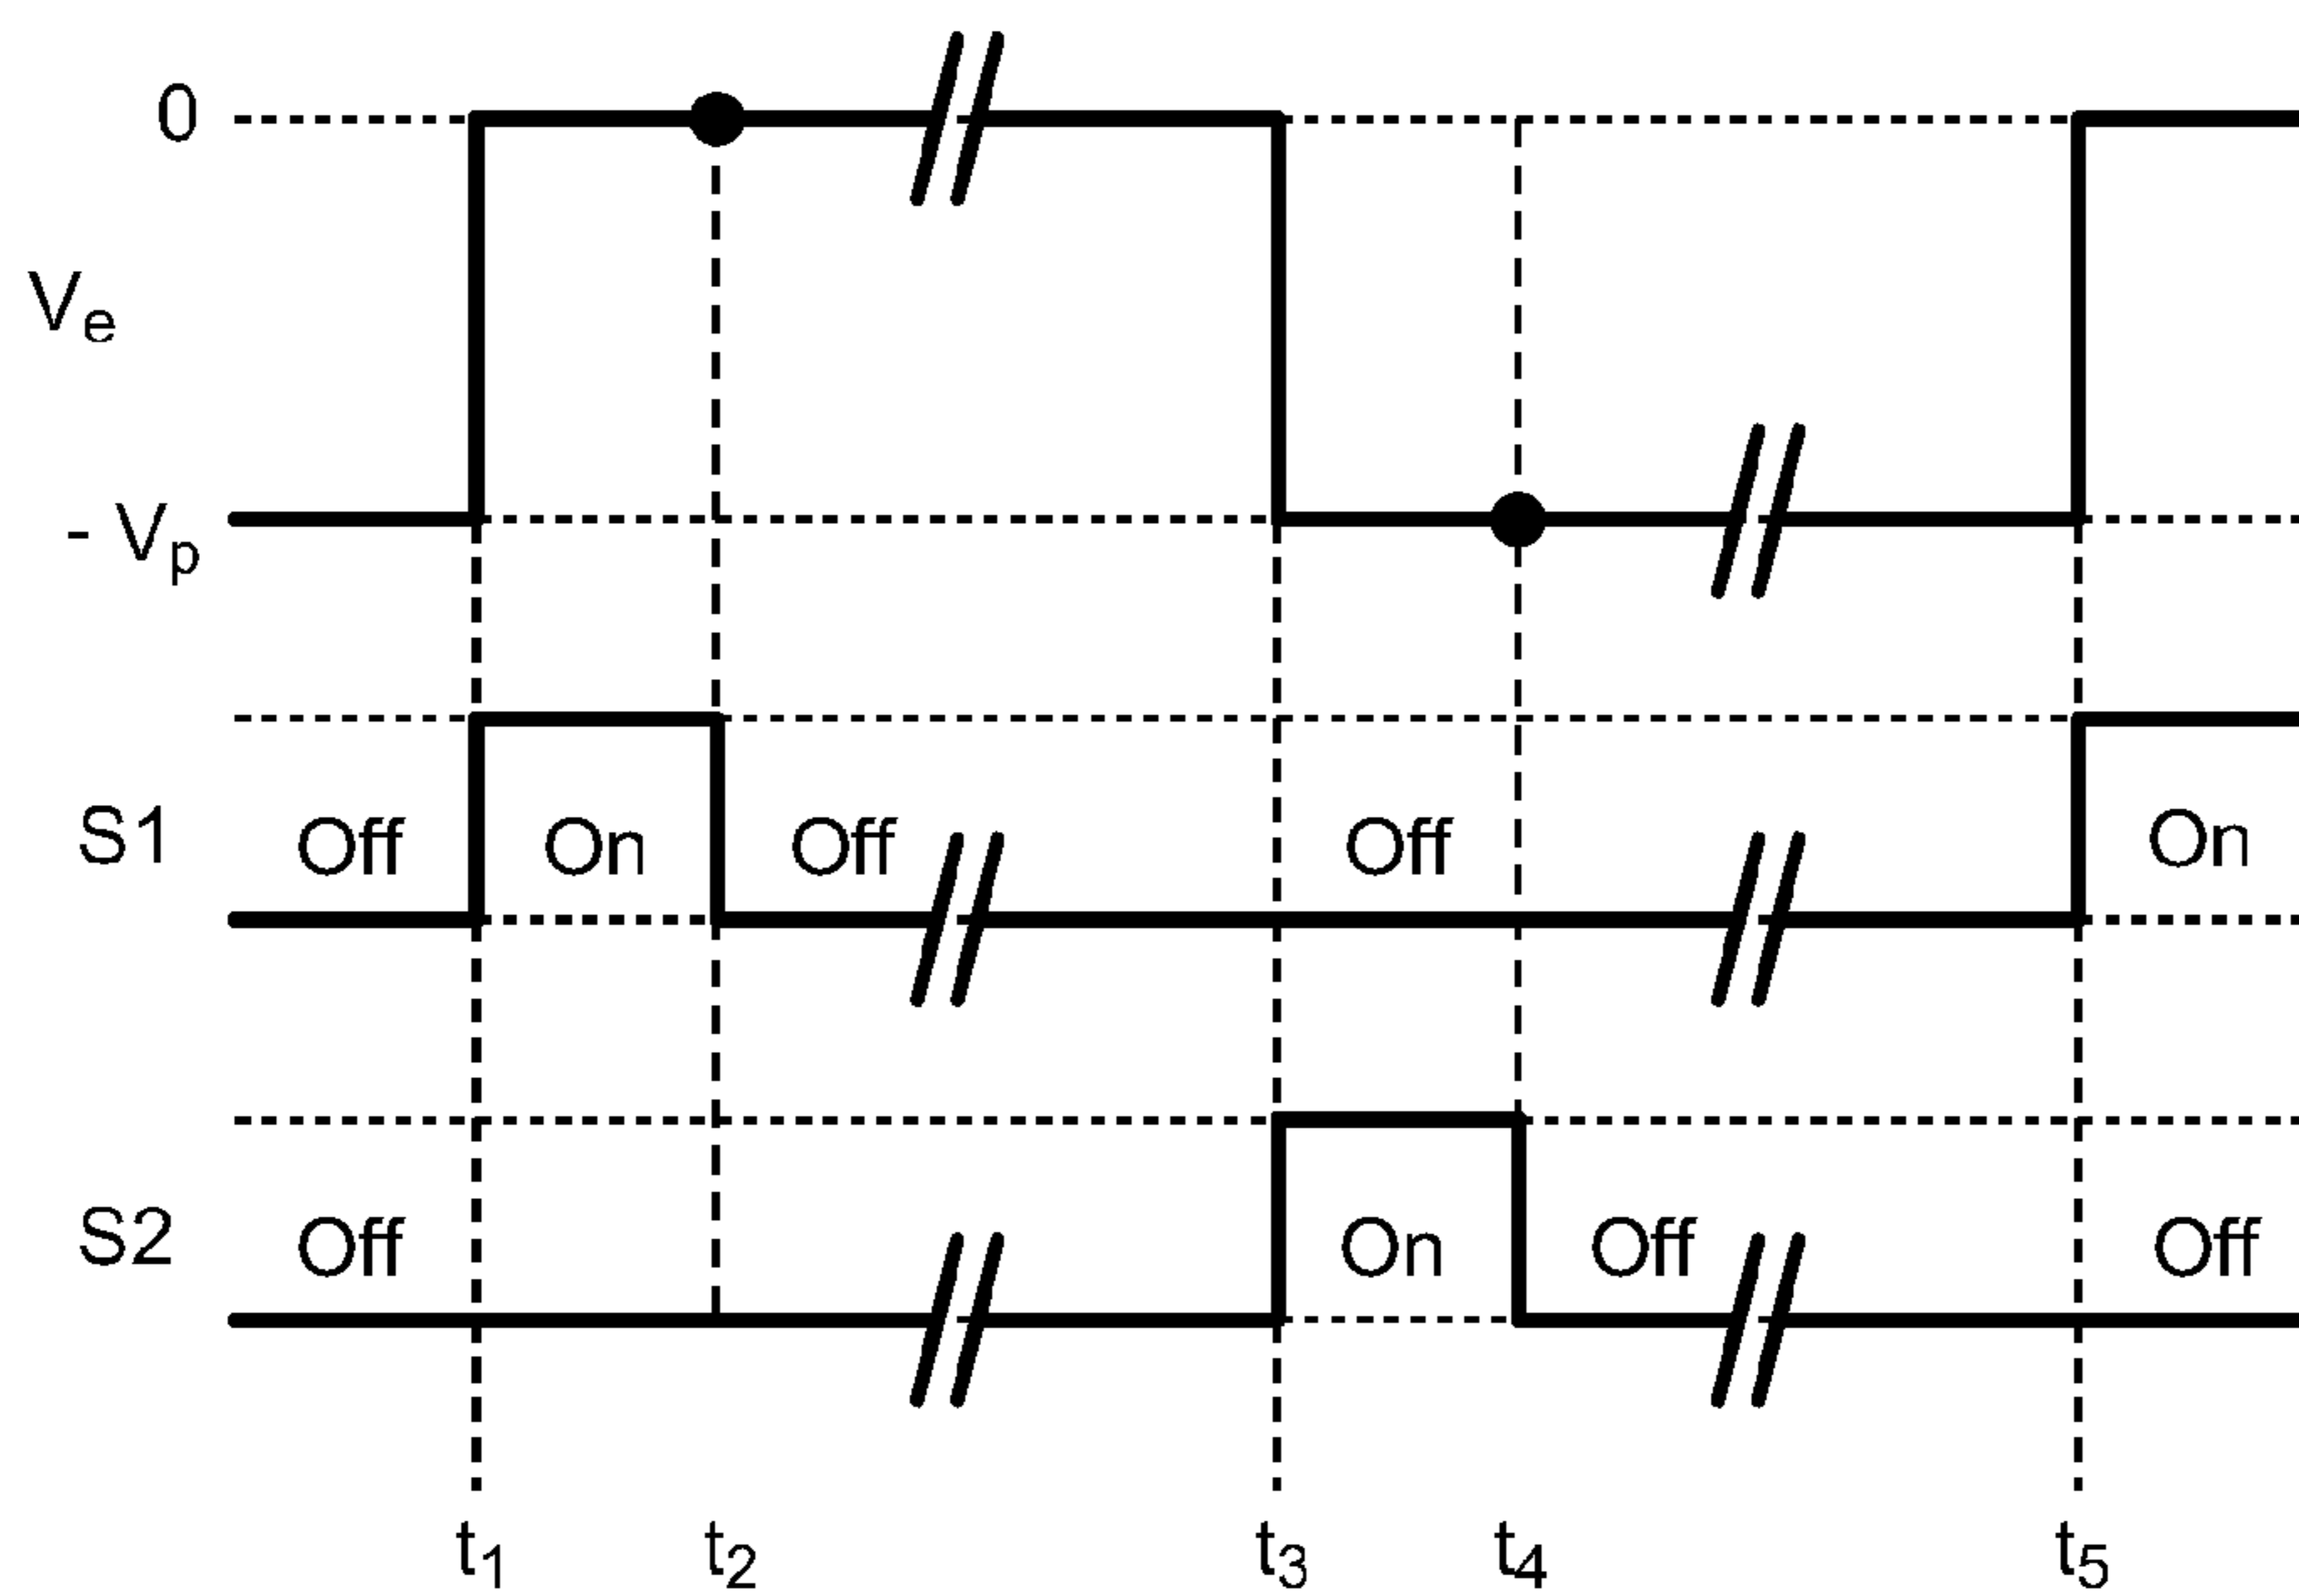 0
Ve
- Vp
S1 Off On Off Off On
S2 Off On Off Off
t1 t2 t3 t4 t5